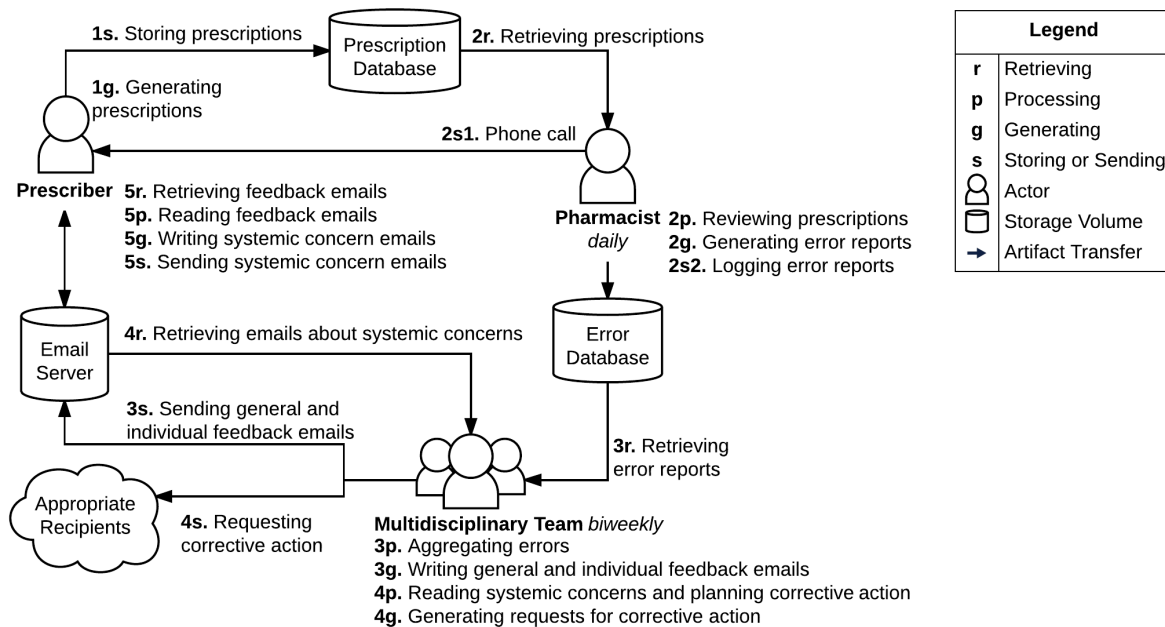 1s. Storing prescriptions
Prescription
Database
2r. Retrieving prescriptions
1g. Generating
prescriptions
2s1. Phone call
Prescriber
5r. Retrieving feedback emails
5p. Reading feedback emails
5g. Writing systemic concern emails
5s. Sending systemic concern emails
Pharmacist
daily
2p. Reviewing prescriptions
2g. Generating error reports
2s2. Logging error reports
Email
Server
4r. Retrieving emails about systemic concerns
Error
Database
3s. Sending general and
individual feedback emails
3r. Retrieving
error reports
Appropriate
Recipients
4s. Requesting
corrective action
Multidisciplinary Team biweekly
3p. Aggregating errors
3g. Writing general and individual feedback emails
4p. Reading systemic concerns and planning corrective action
4g. Generating requests for corrective action
Legend
r Retrieving
p Processing
g Generating
s Storing or Sending
Actor
Storage Volume
Artifact Transfer